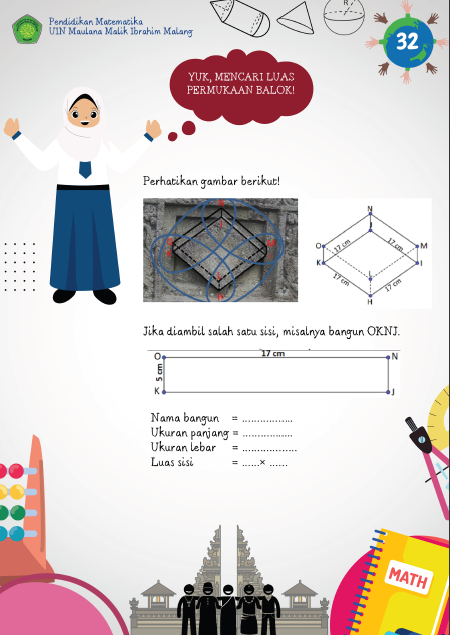 Pendidikan Matematika
UIN Maulana Malik Ibrahim Malang
R
32
YUK, MENCARI LUAS
PERMUKAAN BALOK!
Perhatikan gambar berikut!
N
J
O
M
17 cm
17 cm
K
I
L
17 cm
17 cm
H
Jika diambil salah satu sisi, misalnya bangun OKNJ.
O
17 cm
N
5 cm
K
J
Nama bangun = .................
Ukuran panjang = .................
Ukuran lebar = ..................
Luas sisi = ......× ......
MATH